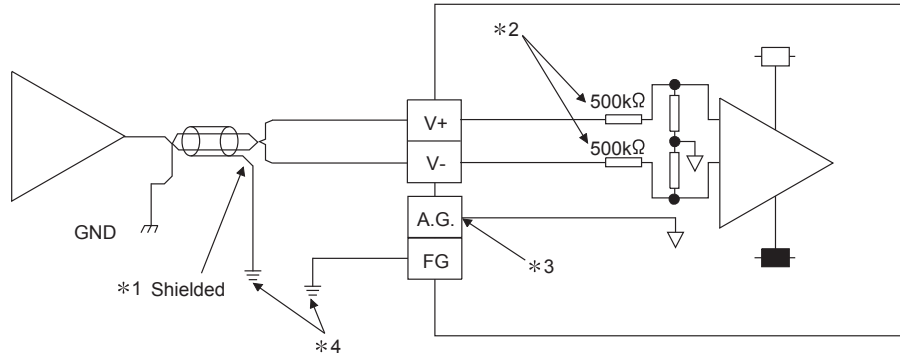 ∗2
500kΩ
V+
500kΩ
V-
A.G.
GND
FG
∗3
∗1 Shielded
∗4